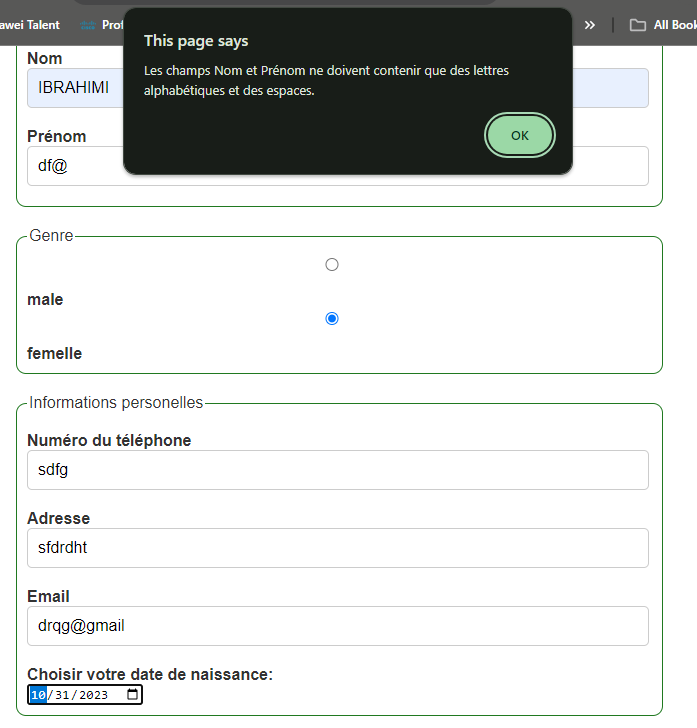 awei Talent Prof » All Book
This page says
Les champs Nom et Prénom ne doivent contenir que des lettres
alphabétiques et des espaces.
OK
Nom
IBRAHIMI
Prénom
df@
Genre
male
femelle
Informations personelles
Numéro du téléphone
sdfg
Adresse
sfdrdht
Email
drqg@gmail
Choisir votre date de naissance:
10/31/2023